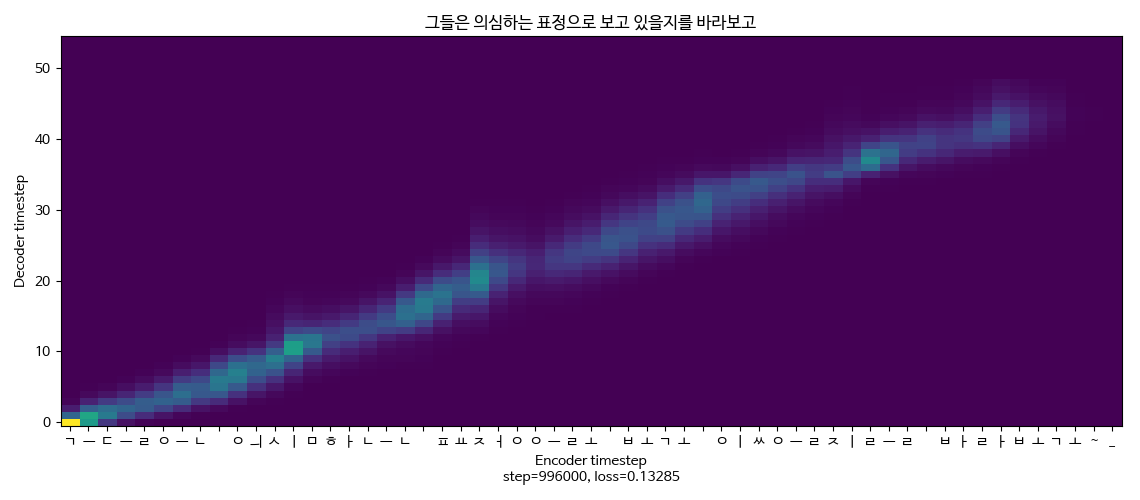 그들은 의심하는 표정으로 보고 있을지를 바라보고
Decoder timestep
50
40
30
20
10
0
ㄱ ㅡ ㄷ ㅡ ㄹ ㅇ ㅡ ㄴ ㅇ ㅢ ㅅ ㅣ ㅁ ㅎ ㅏ ㄴ ㅡ ㄴ ㅍ ㅛ ㅈ ㅓ ㅇ ㅇ ㅡ ㄹ ㅗ ㅂ ㅗ ㄱ ㅗ ㅇ ㅣ ㅆ ㅇ ㅡ ㄹ ㅈ ㅣ ㄹ ㅡ ㄹ ㅂ ㅏ ㄹ ㅏ ㅂ ㅗ ㄱ ㅗ ~ _
Encoder timestep
step=996000, loss=0.13285